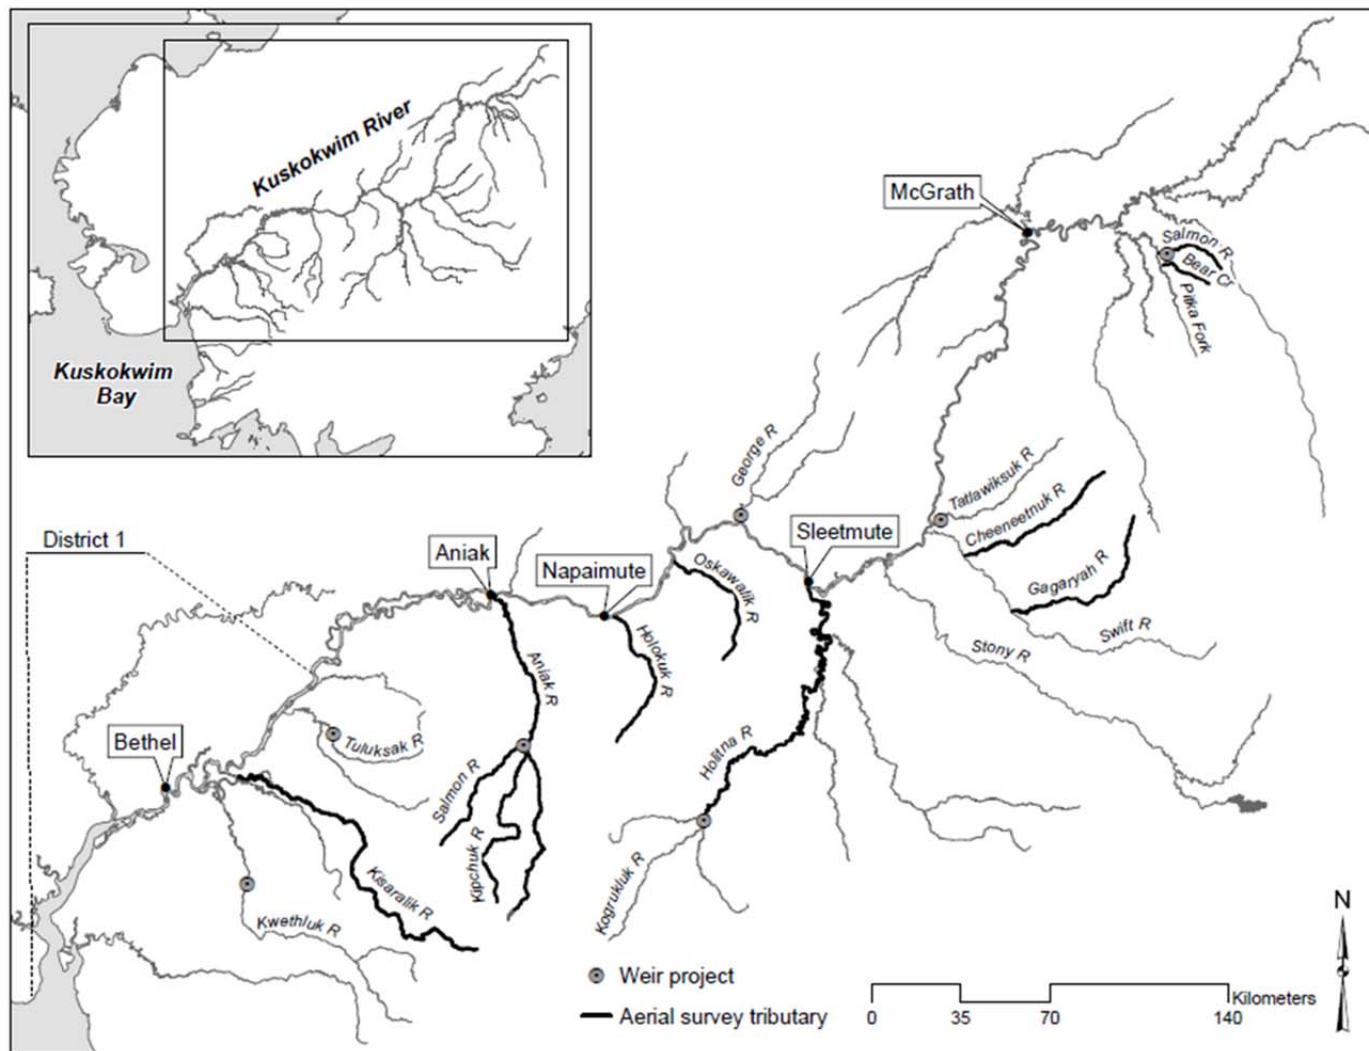 Kuskokwim River
Kuskokwim
Bay
McGrath
Salmon R
Bear C
Pitka Fork
George R
Tatlawiksuk R
Cheeneetnuk R
Gagaryah R
Swift R
Stony R
Sleetmute
District 1
Aniak
Napaimute
Oskawalik R
Holokuk R
Aniak R
Holitna R
Bethel
Tuluksak R
Salmon R
Kipchuk R
Kisaralik R
Kwethluk R
Kogrukluk R
N
Weir project
Aerial survey tributary
Kilometers
0 35 70 140